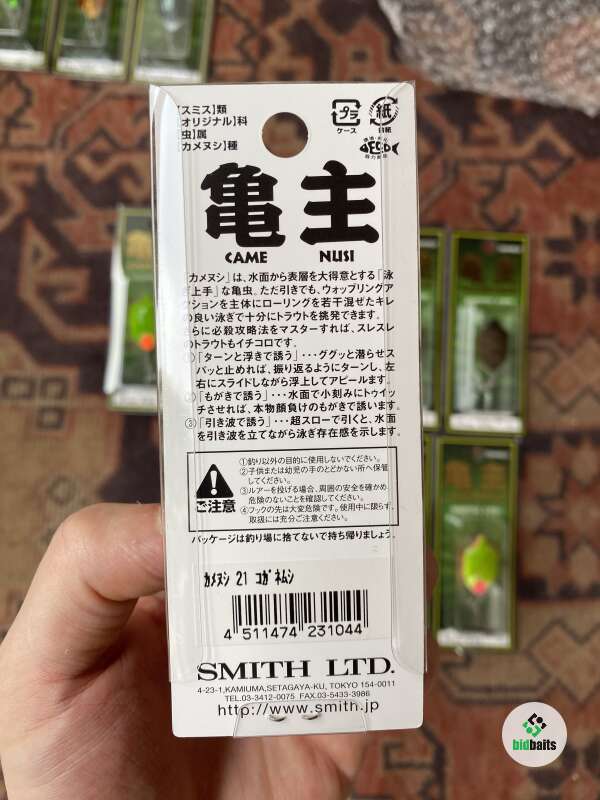 【スミス】類
【オリジナル】科
【虫】属
【カメヌシ】種
プラ
ケース
紙
台紙
環境・釣り
ECO
協力商品
亀主
CAME NUSI
「カメヌシ」は、水面から表層を大得意とする「泳
ぎ上手」な亀虫。ただ引きでも、ウォッブリングア
クションを主体にローリングを若干混ぜたキレ
の良い泳ぎで十分にトラウトを挑発できます。
さらに必殺攻略法をマスターすれば、スレスレ
のトラウトもイチコロです。
①「ターンと浮きで誘う」･･･ググッと潜らせス
パッと止めれば、振り返るようにターンし、左
右にスライドしながら浮上してアピールます。
②「もがきで誘う」･･･水面で小刻みにトゥイッ
チさせれば、本物顔負けのもがきで誘います。
③「引き波で誘う」･･･超スローで引くと、水面
を引き波を立てながら泳ぎ存在感を示します。
ご注意
①釣り以外の目的に使用しないでください。
②子供または幼児の手のとどかない所へ保管
してください。
③ルアーを投げる場合、周囲の安全を確かめ、
危険のないことを確認してください。
④フックの先は大変危険です。使用中に限らず、
取扱には充分ご注意ください。
パッケージは釣り場に捨てないで持ち帰りましょう。
カメヌシ 21 コガネムシ
4 511474 231044
SMITH LTD.
4-23-1,KAMIUMA,SETAGAYA-KU, TOKYO 154-0011
TEL.03-3412-0075 FAX.03-5433-3986
http://www.smith.jp
bidbaits